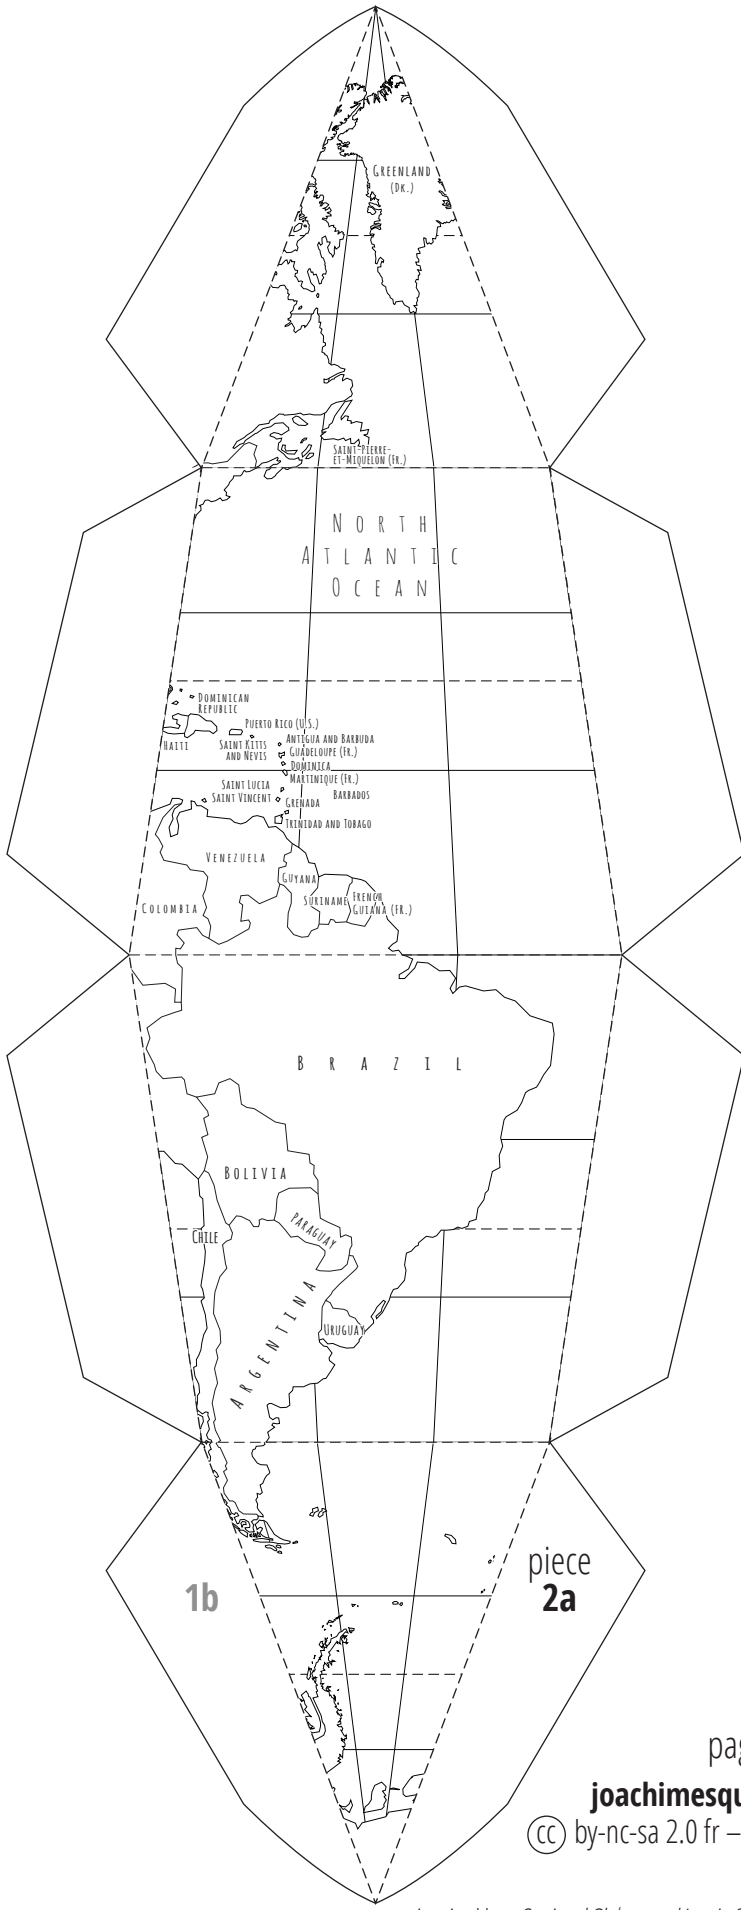 GREENLAND
(DK.)
SAINT-PIERRE-
ET-MIQUELON (FR.)
NORTH
ATLANTIC
OCEAN
DOMINICAN
REPUBLIC
PUERTO RICO (U.S.)
HAITI
SAINT KITTS
AND NEVIS
ANTIGUA AND BARBUDA
GUADELOUPE (FR.)
DOMINICA
MARTINIQUE (FR.)
SAINT LUCIA
BARBADOS
SAINT VINCENT
GRENADA
TRINIDAD AND TOBAGO
VENEZUELA
GUYANA
COLOMBIA
SURINAME
FRENCH
GUIANA (FR.)
BRAZIL
BOLIVIA
PARAGUAY
CHILE
ARGENTINA
URUGUAY
1b
piece
2a
pag
joachimesqu
cc by-nc-sa 2.0 fr –